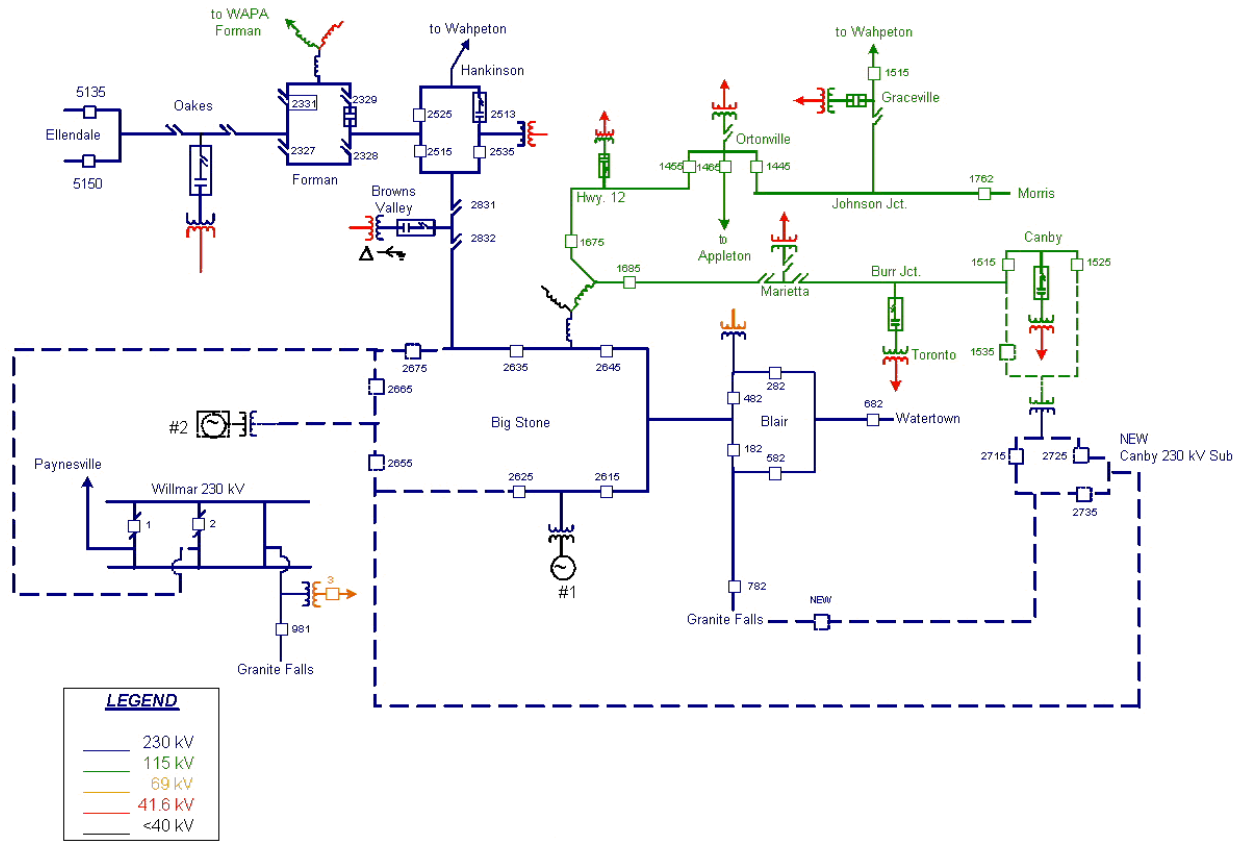 to WAPA
Forman
to Wahpeton
Hankinson
to Wahpeton
1515
Graceville
5135
Ellendale
5150
Oakes
2331
2329
2327
2328
Forman
2525
2513
2515
2535
Browns
Valley
2831
2832
Δ
Ortonville
1455
1465
1445
1762
Morris
Hwy. 12
Johnson Jct.
to
Appleton
1675
1685
Marietta
Burr Jct.
Canby
1515
1525
1535
Toronto
2675
2635
2645
2665
#2
Big Stone
2655
2625
2615
#1
282
482
Blair
182
582
682
Watertown
782
Granite Falls
NEW
2715
2725
2735
NEW
Canby 230 kV Sub
Paynesville
Willmar 230 kV
1
2
3
981
Granite Falls
LEGEND
230 kV
115 kV
69 kV
41.6 kV
<40 kV